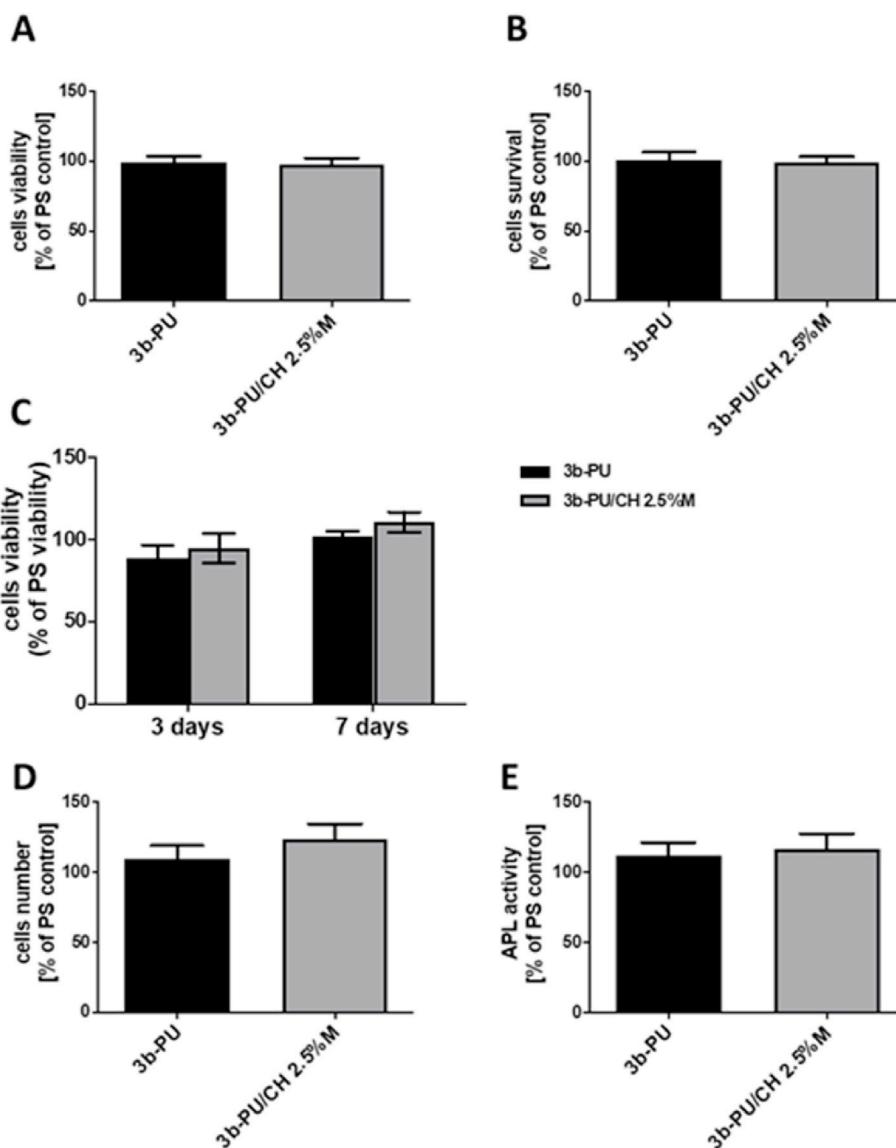 A
cells viability
[% of PS control]
150
100
50
0
3b-PU
3b-PU/CH 2.5%M
B
cells survival
[% of PS control]
150
100
50
0
3b-PU
3b-PU/CH 2.5%M
C
cells viability
(% of PS viability)
150
100
50
0
3 days
7 days
3b-PU
3b-PU/CH 2.5%M
D
cells number
[% of PS control]
150
100
50
0
3b-PU
3b-PU/CH 2.5%M
E
APL activity
[% of PS control]
150
100
50
0
3b-PU
3b-PU/CH 2.5%M